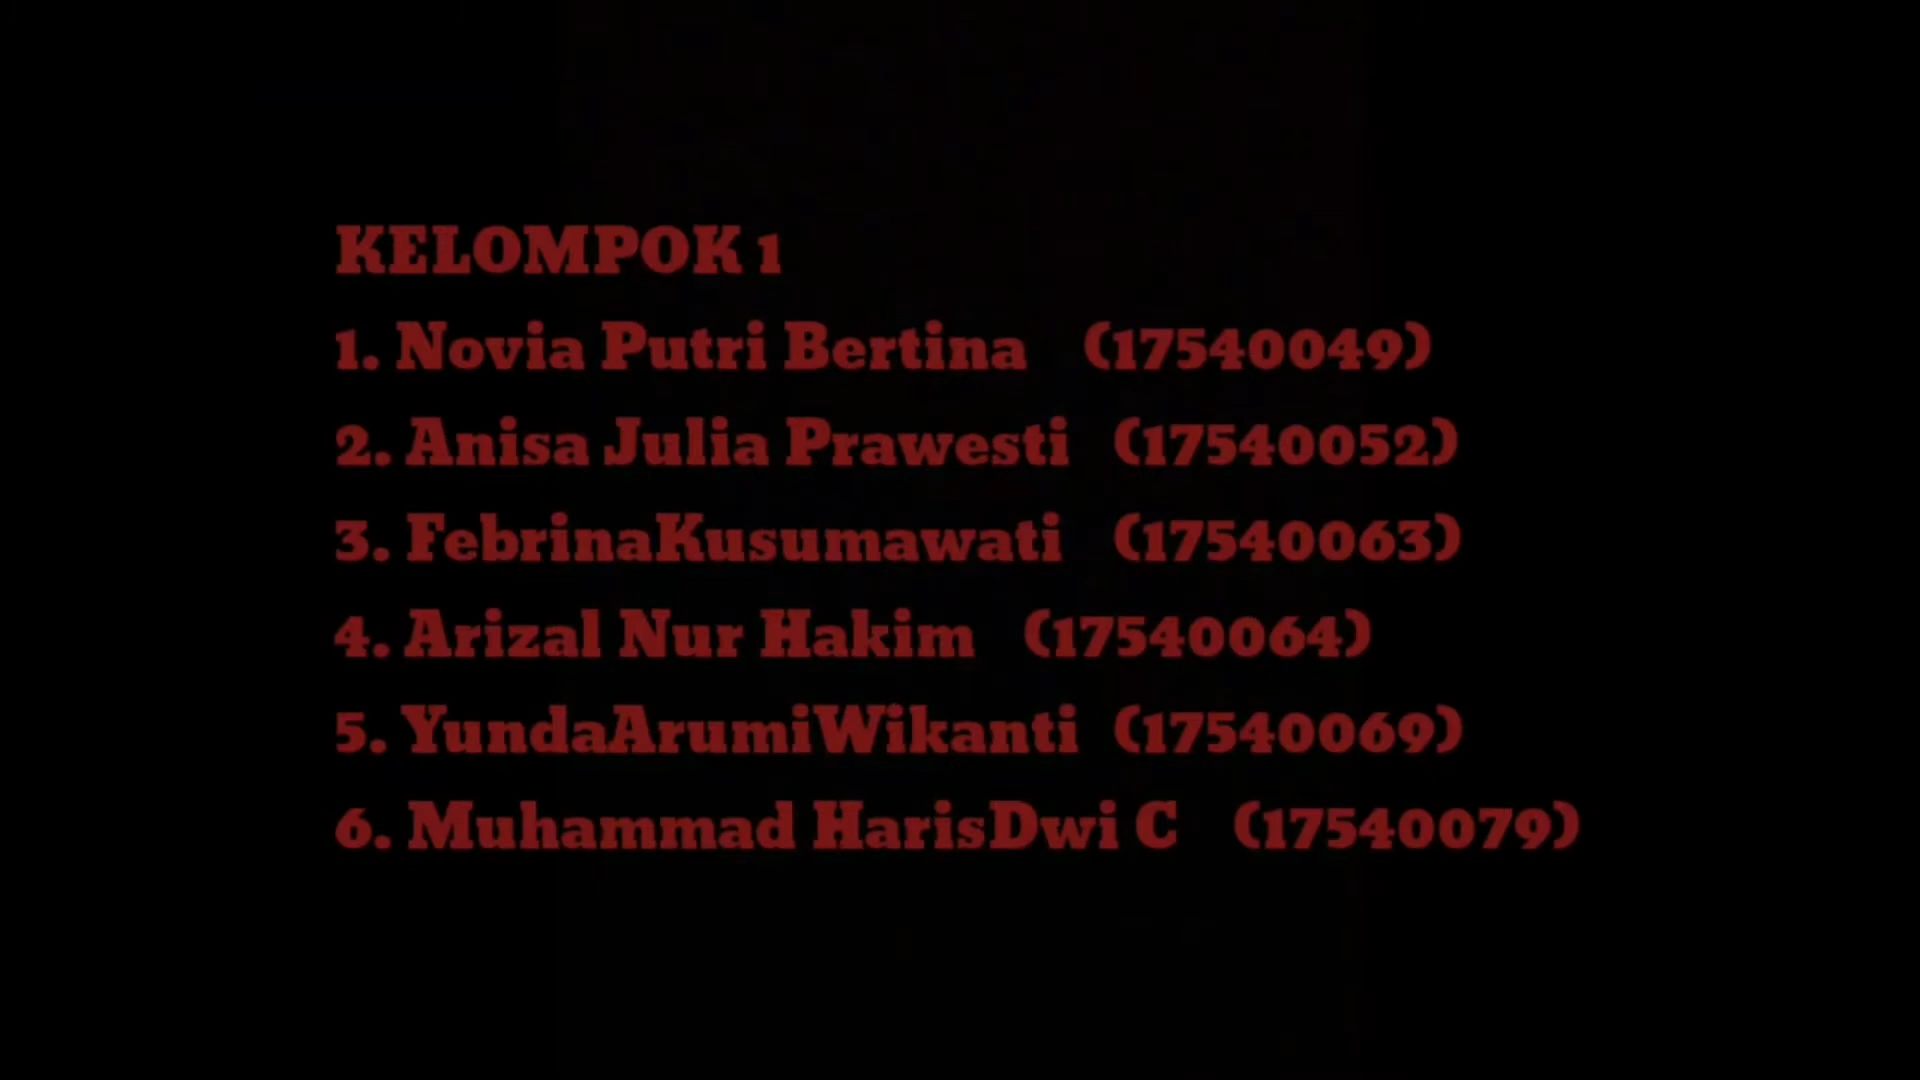 KELOMPOK 1
1. Novia Putri Bertina (17540049)
2. Anisa Julia Prawesti (17540052)
3. FebrinaKusumawati (17540063)
4. Arizal Nur Hakim (17540064)
5. YundaArumiWikanti (17540069)
6. Muhammad HarisDwi C (17540079)